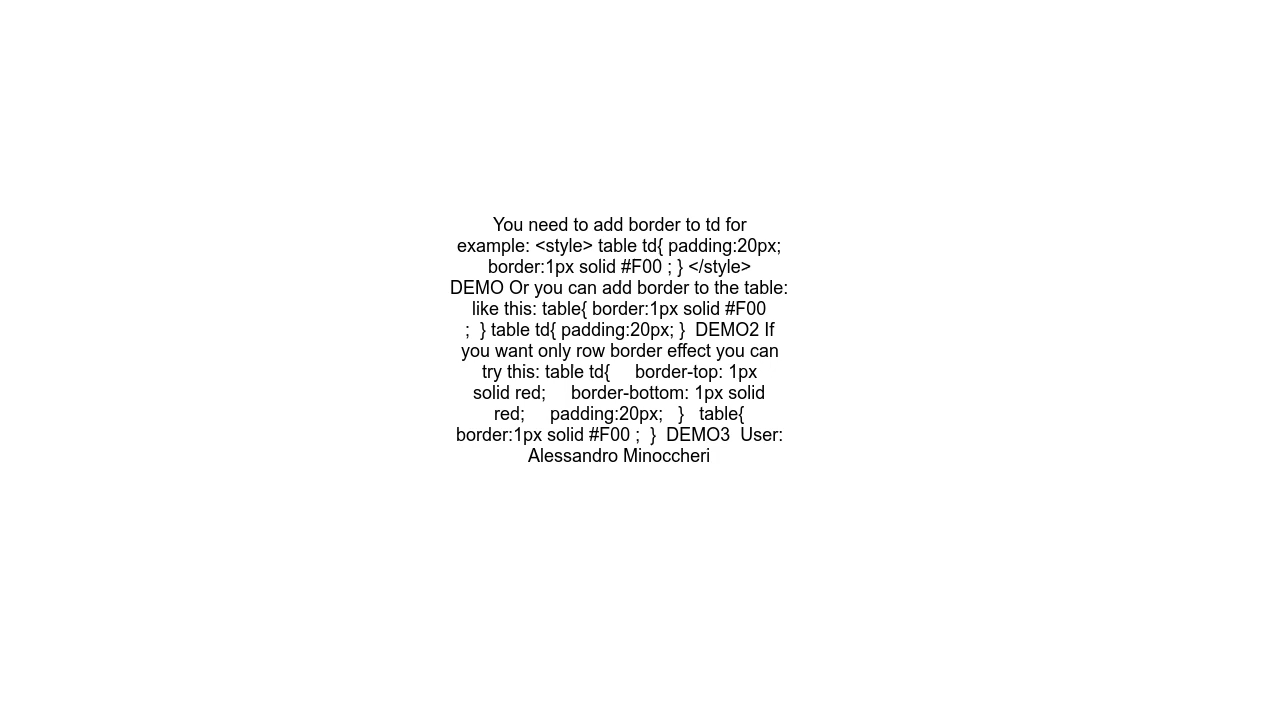 You need to add border to td for
example: <style> table td{ padding:20px;
border:1px solid #F00 ; } </style>
DEMO Or you can add border to the table:
like this: table{ border:1px solid #F00
;  } table td{ padding:20px; }  DEMO2 If
you want only row border effect you can
try this: table td{     border-top: 1px
solid red;     border-bottom: 1px solid
red;     padding:20px;   }   table{
border:1px solid #F00 ;  }  DEMO3  User:
Alessandro Minoccheri